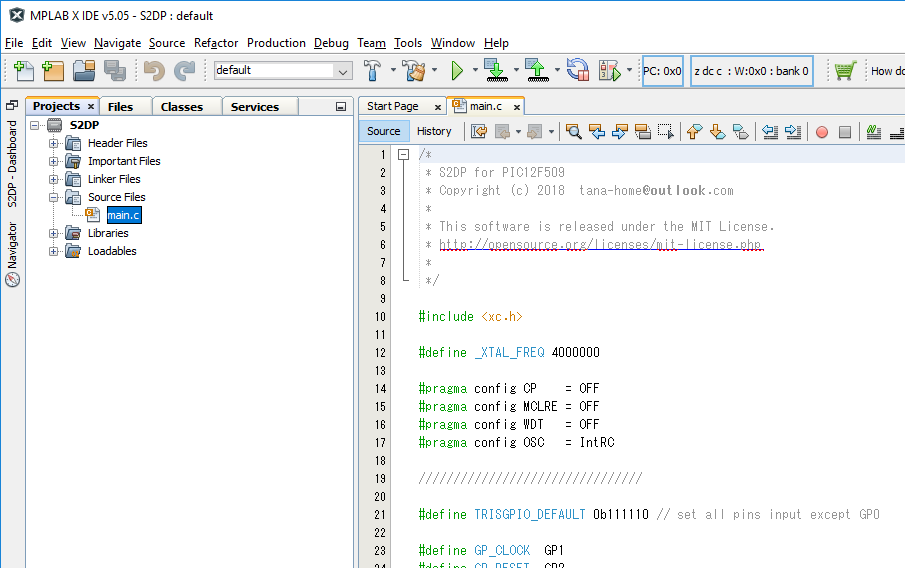 MPLAB X IDE v5.05 - S2DP : default
File Edit View Navigate Source Refactor Production Debug Team Tools Window Help
default
PC: 0x0
z dc c : W:0x0 : bank 0
How do
Projects × Files Classes Services
S2DP
Header Files
Important Files
Linker Files
Source Files
main.c
Libraries
Loadables
S2DP - Dashboard
Navigator
Start Page × main.c ×
Source History
1 /*
2 * S2DP for PIC12F509
3 * Copyright (c) 2018 tana-home@outlook.com
4 *
5 * This software is released under the MIT License.
6 * http://opensource.org/licenses/mit-license.php
7 *
8 */
9
10 #include <xc.h>
11
12 #define _XTAL_FREQ 4000000
13
14 #pragma config CP = OFF
15 #pragma config MCLRE = OFF
16 #pragma config WDT = OFF
17 #pragma config OSC = IntRC
18
19 ////////////////////////////////
20
21 #define TRISGPIO_DEFAULT 0b111110 // set all pins input except GP0
22
23 #define GP_CLOCK GP1
24 #define GP_RESET GP2